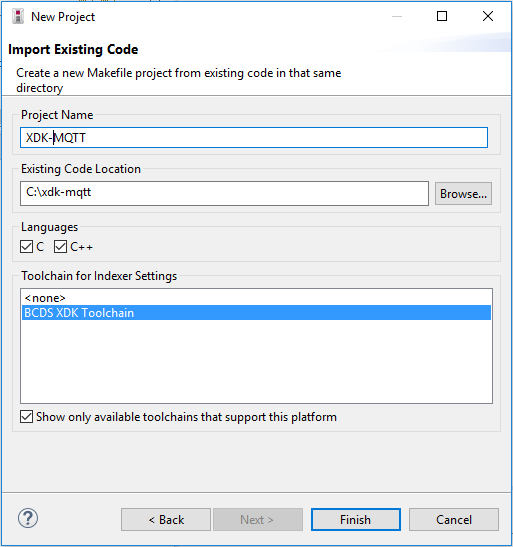 New Project
Import Existing Code
Create a new Makefile project from existing code in that same
directory
Project Name
XDK-MQTT
Existing Code Location
C:\xdk-mqtt
Browse...
Languages
C
C++
Toolchain for Indexer Settings
<none>
BCDS XDK Toolchain
Show only available toolchains that support this platform
?
< Back
Next >
Finish
Cancel